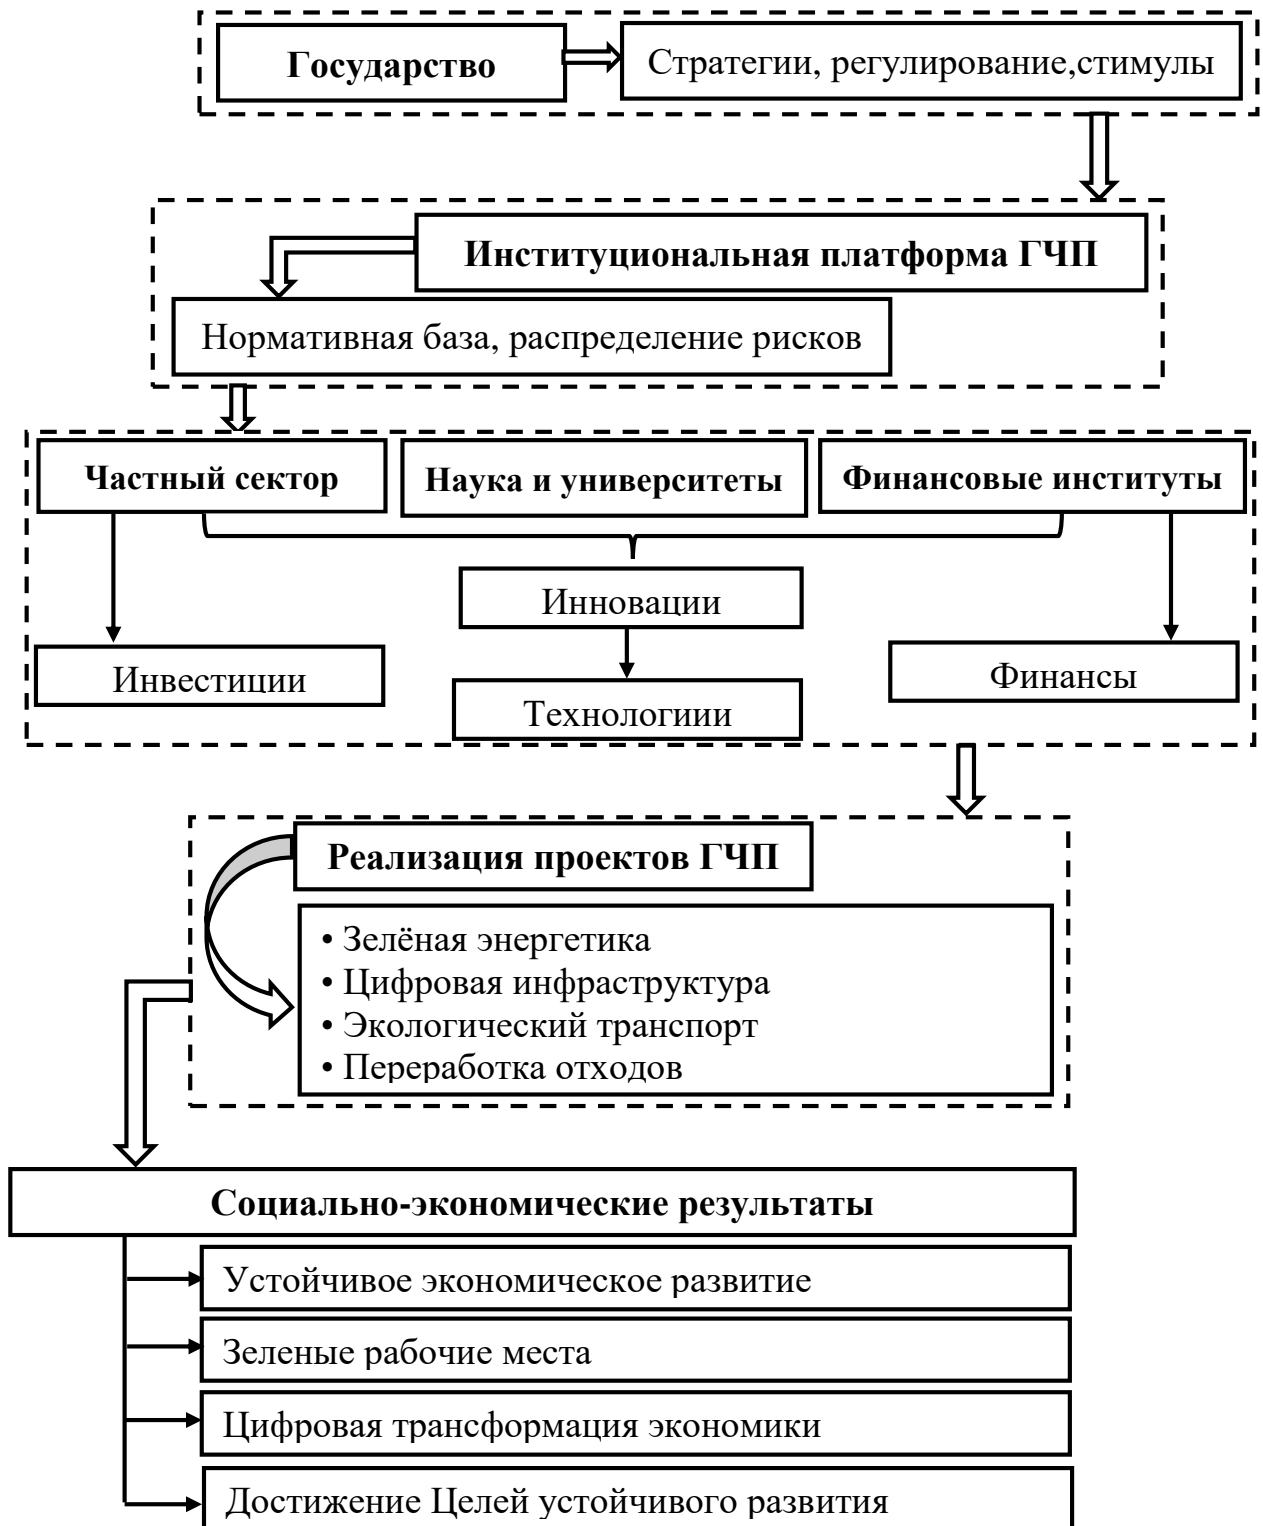 Государство
Стратегии, регулирование,стимулы
Институциональная платформа ГЧП
Нормативная база, распределение рисков
Частный сектор
Наука и университеты
Финансовые институты
Инновации
Инвестиции
Финансы
Технологиии
Реализация проектов ГЧП
• Зелёная энергетика
• Цифровая инфраструктура
• Экологический транспорт
• Переработка отходов
Социально-экономические результаты
Устойчивое экономическое развитие
Зеленые рабочие места
Цифровая трансформация экономики
Достижение Целей устойчивого развития